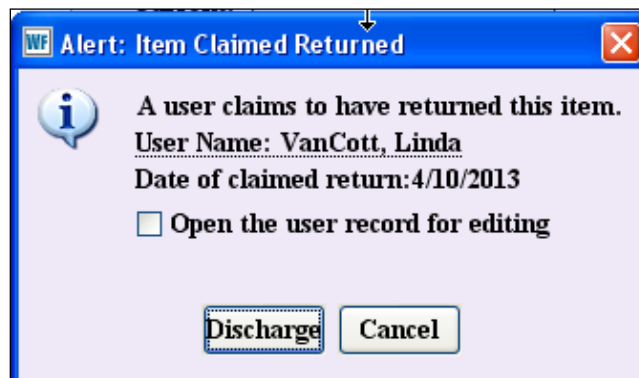 WF Alert: Item Claimed Returned
A user claims to have returned this item.
User Name: VanCott, Linda
Date of claimed return:4/10/2013
Open the user record for editing
Discharge Cancel